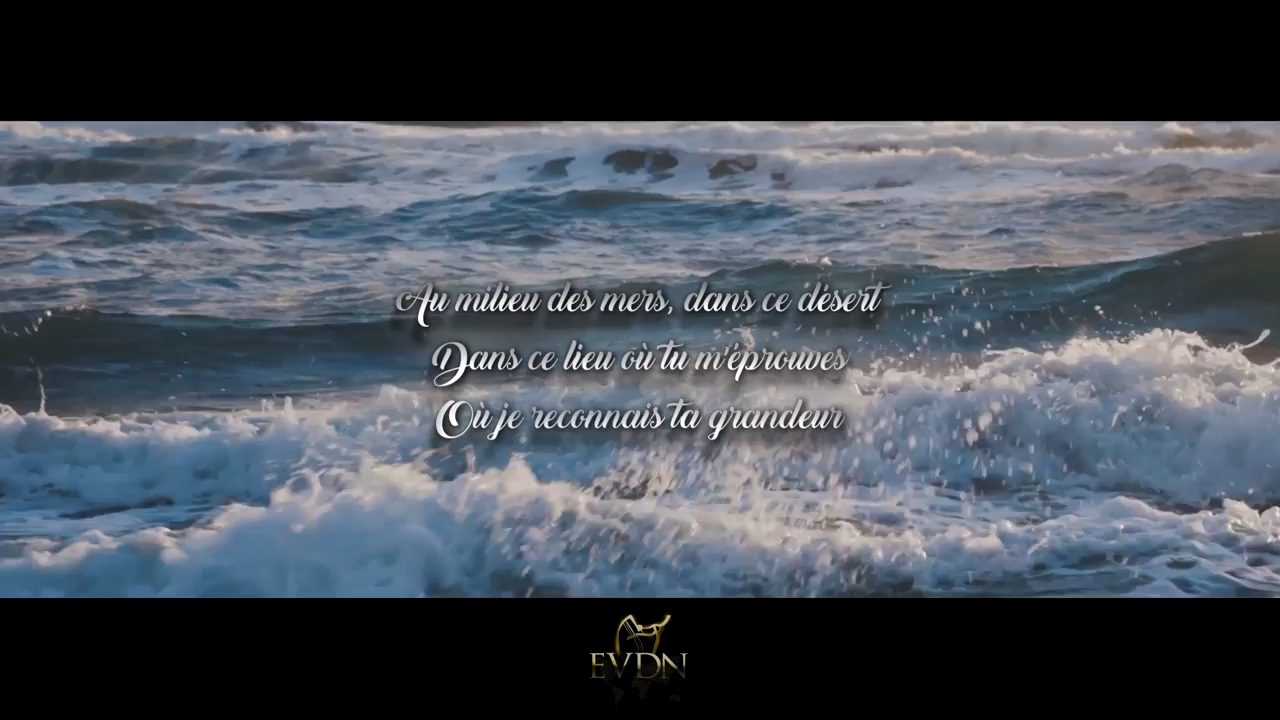 Au milieu des mers, dans ce désert
Dans ce lieu où tu m'éprouves
Où je reconnais ta grandeur
EVDN